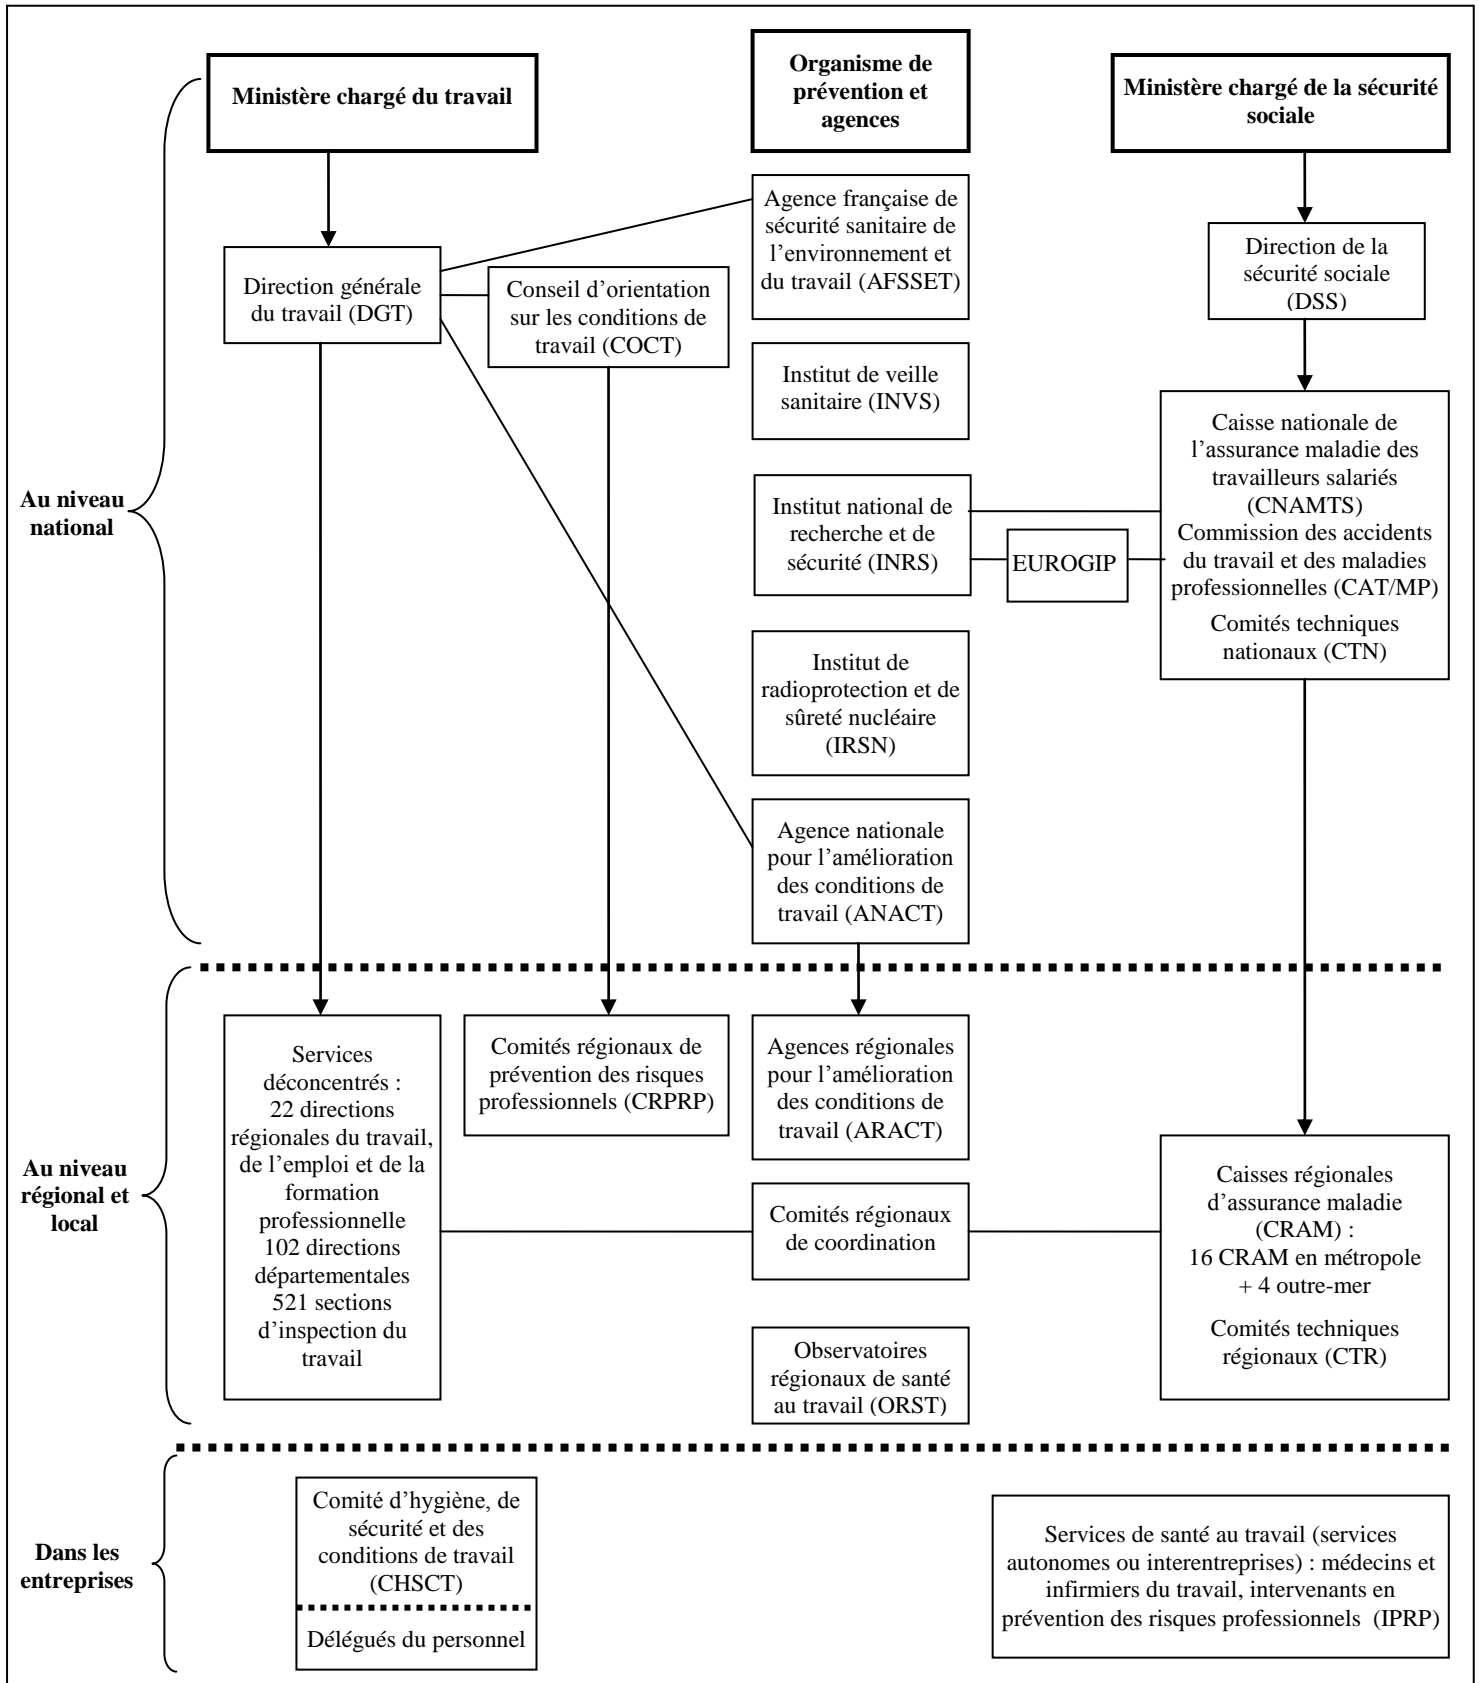 Ministère chargé du travail
Organisme de
prévention et
agences
Ministère chargé de la sécurité
sociale
Au niveau
national
Direction générale
du travail (DGT)
Conseil d’orientation
sur les conditions de
travail (COCT)
Agence française de
sécurité sanitaire de
l’environnement et
du travail (AFSSET)
Direction de la
sécurité sociale
(DSS)
Institut de veille
sanitaire (INVS)
Institut national de
recherche et de
sécurité (INRS)
EUROGIP
Caisse nationale de
l’assurance maladie des
travailleurs salariés
(CNAMTS)
Commission des accidents
du travail et des maladies
professionnelles (CAT/MP)
Comités techniques
nationaux (CTN)
Institut de
radioprotection et de
sûreté nucléaire
(IRSN)
Agence nationale
pour l’amélioration
des conditions de
travail (ANACT)
Au niveau
régional et
local
Services
déconcentrés :
22 directions
régionales du travail,
de l’emploi et de la
formation
professionnelle
102 directions
départementales
521 sections
d’inspection du
travail
Comités régionaux de
prévention des risques
professionnels (CRPRP)
Agences régionales
pour l’amélioration
des conditions de
travail (ARACT)
Comités régionaux
de coordination
Observatoires
régionaux de santé
au travail (ORST)
Caisses régionales
d’assurance maladie
(CRAM) :
16 CRAM en métropole
+ 4 outre-mer
Comités techniques
régionaux (CTR)
Dans les
entreprises
Comité d’hygiène, de
sécurité et des
conditions de travail
(CHSCT)
Délégués du personnel
Services de santé au travail (services
autonomes ou interentreprises) : médecins et
infirmiers du travail, intervenants en
prévention des risques professionnels (IPRP)